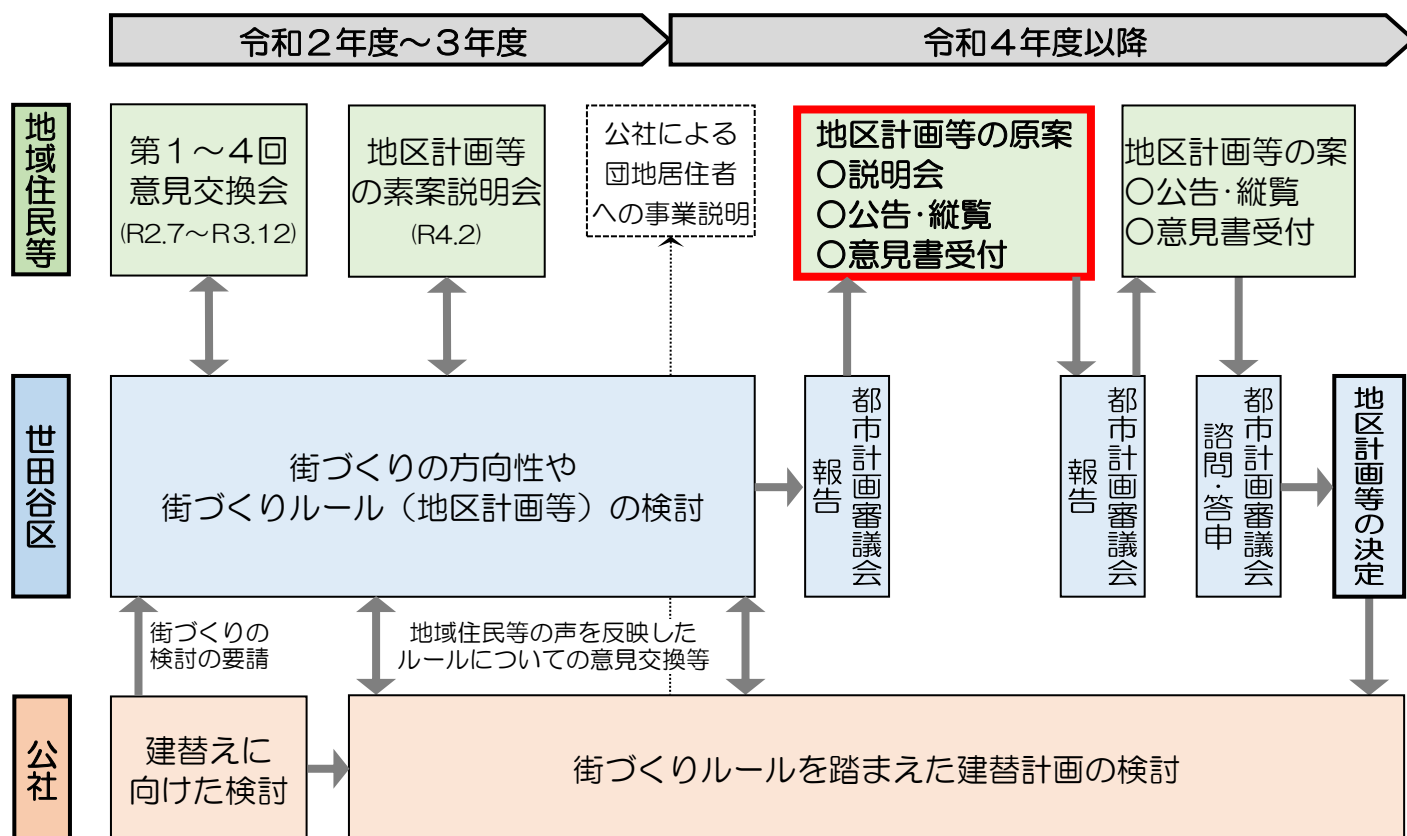 令和２年度～３年度
令和４年度以降
地域住民等
第１～４回
意見交換会
(R2.7～R3.12)
地区計画等
の素案説明会
(R4.2)
公社による
団地居住者
への事業説明
地区計画等の原案
〇説明会
〇公告・縦覧
〇意見書受付
地区計画等の案
〇公告・縦覧
〇意見書受付
世田谷区
街づくりの方向性や
街づくりルール（地区計画等）の検討
都市計画審議会
報告
都市計画審議会
報告
都市計画審議会
諮問・答申
地区計画等の決定
街づくりの
検討の要請
地域住民等の声を反映した
ルールについての意見交換等
公社
建替えに
向けた検討
街づくりルールを踏まえた建替計画の検討